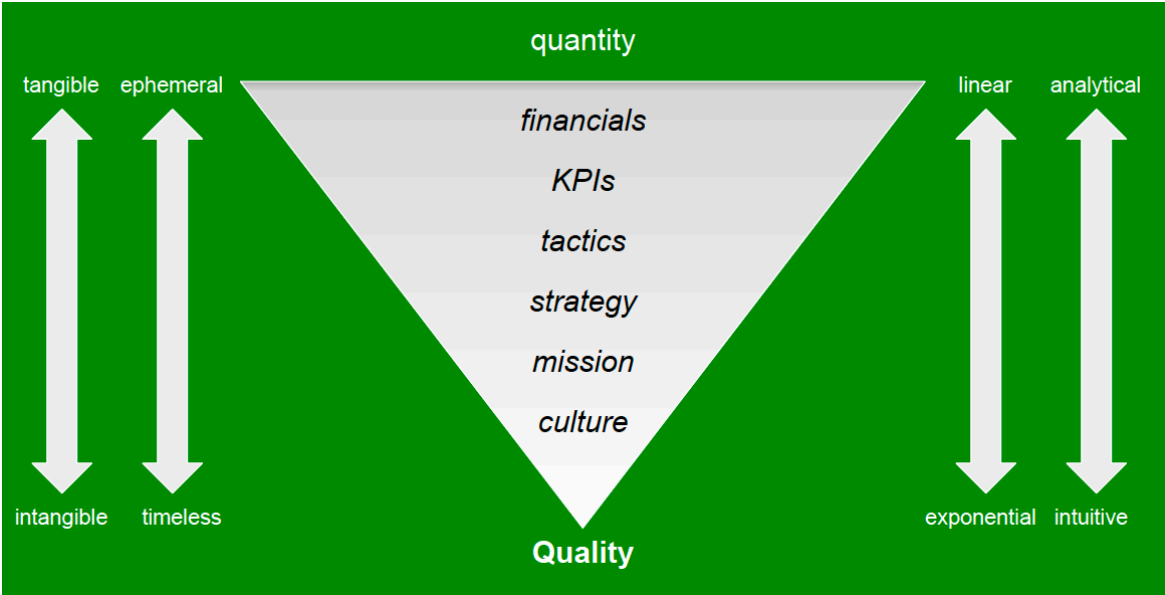 quantity
tangible ephemeral linear analytical
financials
KPIs
tactics
strategy
mission
culture
intangible timeless exponential intuitive
Quality